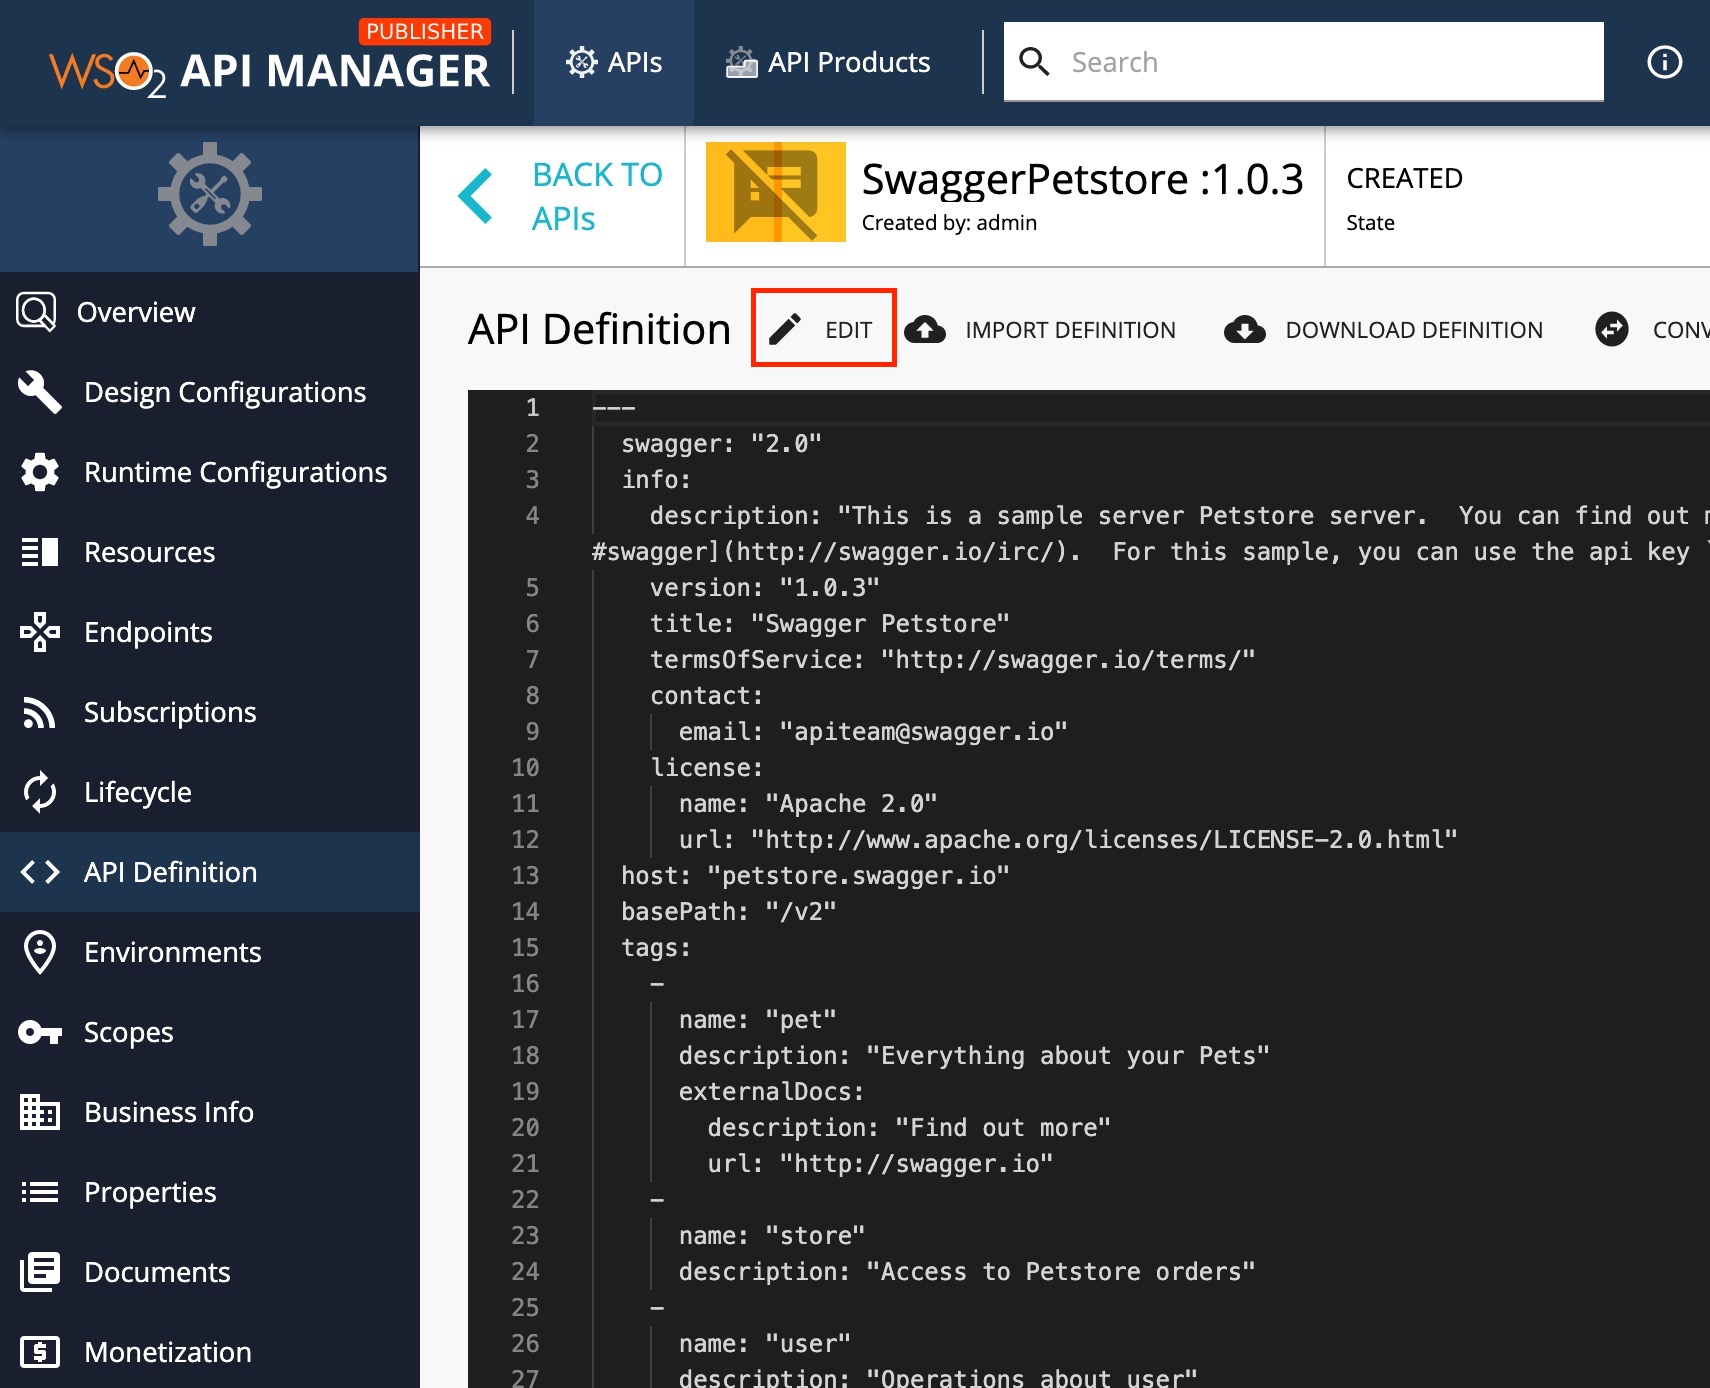 PUBLISHER
WSO2 API MANAGER
APIs
API Products
Search
BACK TO
APIs
SwaggerPetstore :1.0.3
Created by: admin
CREATED
State
Overview
Design Configurations
Runtime Configurations
Resources
Endpoints
Subscriptions
Lifecycle
API Definition
Environments
Scopes
Business Info
Properties
Documents
Monetization
API Definition
EDIT
IMPORT DEFINITION
DOWNLOAD DEFINITION
CONV
1 ---
2 swagger: "2.0"
3 info:
4 description: "This is a sample server Petstore server.  You can find out
#swagger](http://swagger.io/irc/).  For this sample, you can use the api key `
5 version: "1.0.3"
6 title: "Swagger Petstore"
7 termsOfService: "http://swagger.io/terms/"
8 contact:
9 email: "apiteam@swagger.io"
10 license:
11 name: "Apache 2.0"
12 url: "http://www.apache.org/licenses/LICENSE-2.0.html"
13 host: "petstore.swagger.io"
14 basePath: "/v2"
15 tags:
16 -
17 name: "pet"
18 description: "Everything about your Pets"
19 externalDocs:
20 description: "Find out more"
21 url: "http://swagger.io"
22 -
23 name: "store"
24 description: "Access to Petstore orders"
25 -
26 name: "user"
27 description: "Operations about user"